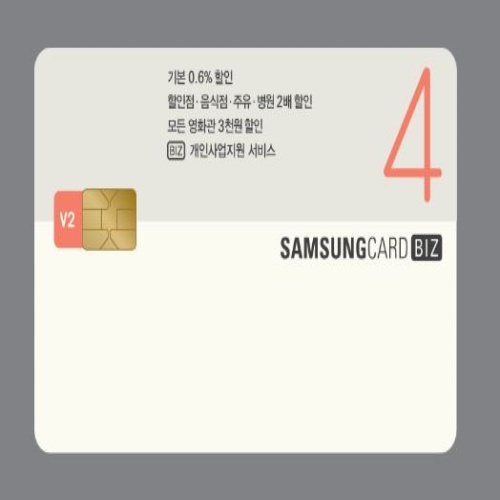 기본 0.6% 할인
할인점·음식점·주유·병원 2배 할인
모든 영화관 3천원 할인
BIZ 개인사업지원 서비스
4
V2
SAMSUNGCARD BIZ